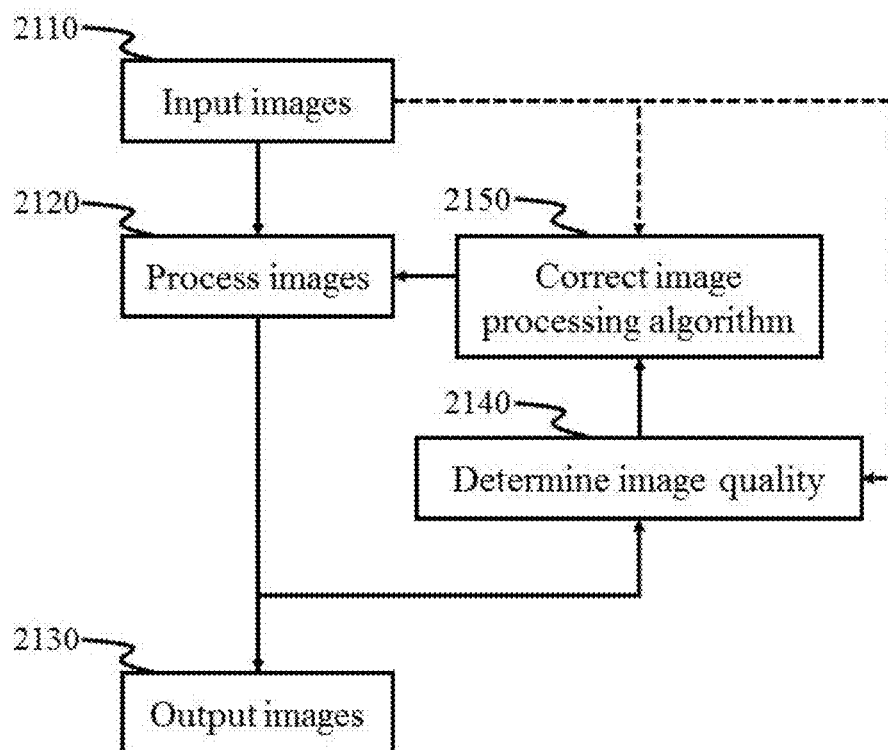 2110
Input images
2120
Process images
2150
Correct image
processing algorithm
2140
Determine image quality
2130
Output images